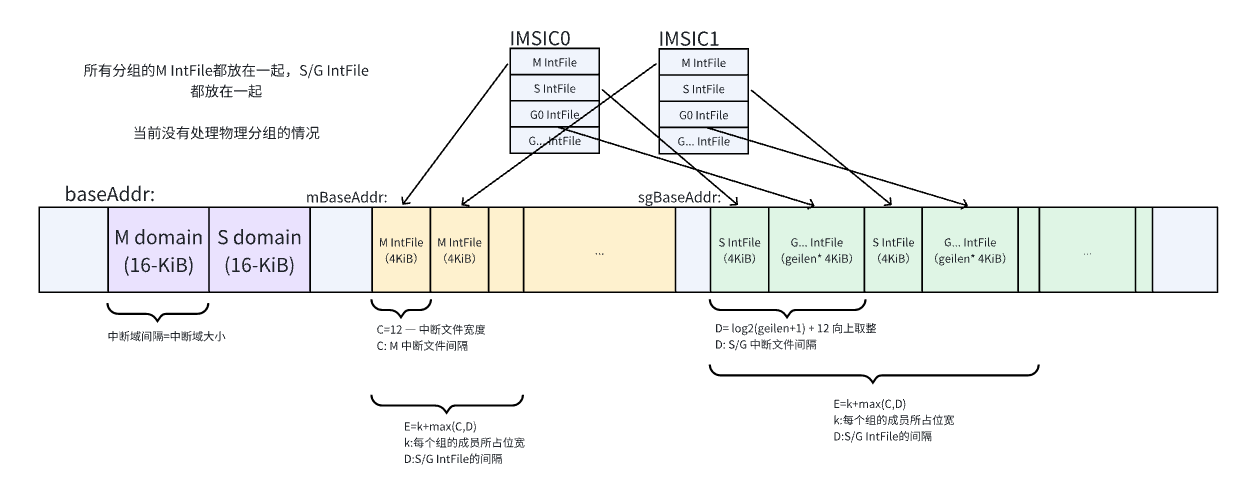 IMSIC0
IMSIC1
M IntFile
S IntFile
G0 IntFile
G... IntFile
M IntFile
S IntFile
G0 IntFile
G... IntFile
所有分组的M IntFile都放在一起，S/G IntFile
都放在一起
当前没有处理物理分组的情况
baseAddr:
mBaseAddr:
sgBaseAddr:
M domain
(16-KiB)
S domain
(16-KiB)
M IntFile
（4KiB）
M IntFile
（4KiB）
...
S IntFile
（4KiB）
G... IntFile
（geilen* 4KiB）
S IntFile
（4KiB）
G... IntFile
（geilen* 4KiB）
...
中断域间隔=中断域大小
C=12 — 中断文件宽度
C: M 中断文件间隔
D= log2(geilen+1) + 12 向上取整
D: S/G 中断文件间隔
E=k+max(C,D)
k:每个组的成员所占位宽
D:S/G IntFile的间隔
E=k+max(C,D)
k:每个组的成员所占位宽
D:S/G IntFile的间隔